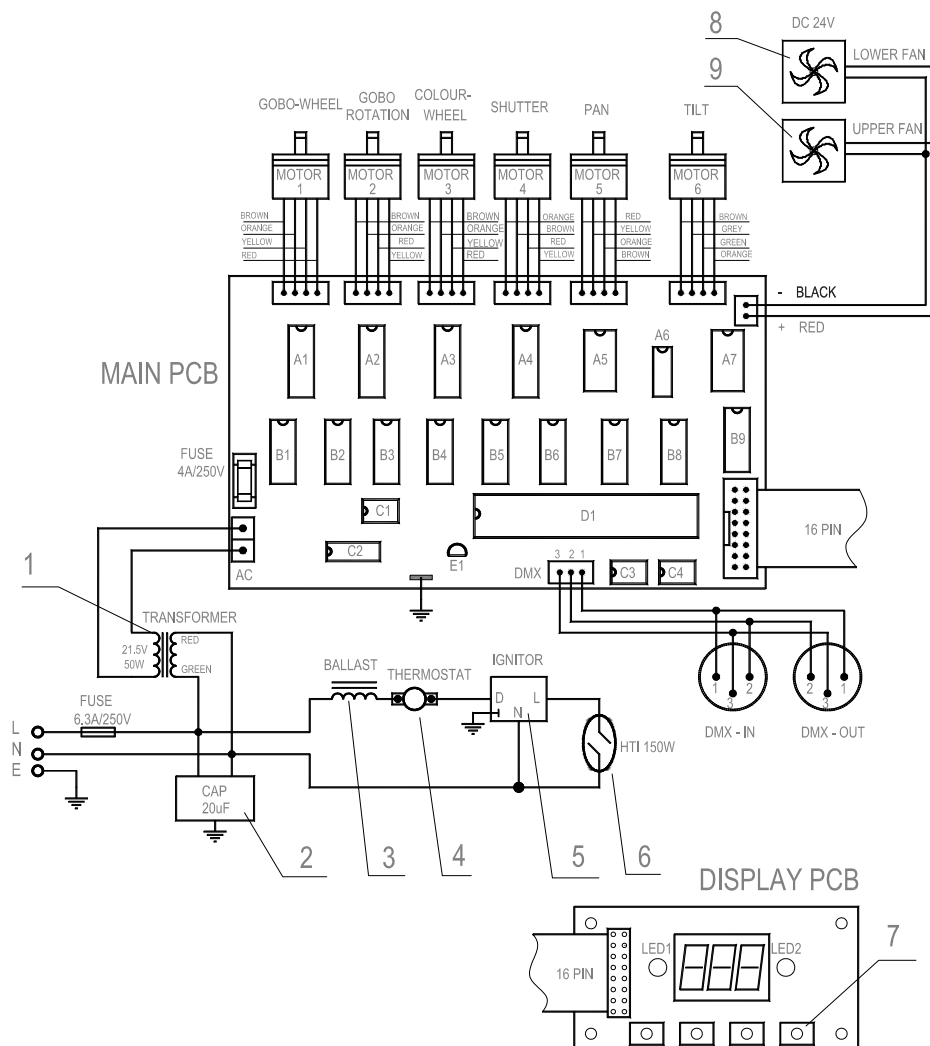 8
DC 24V
LOWER FAN
9
UPPER FAN
GOBO-WHEEL
GOBO
ROTATION
COLOUR-
WHEEL
SHUTTER
PAN
TILT
MOTOR
1
MOTOR
2
MOTOR
3
MOTOR
4
MOTOR
5
MOTOR
6
BROWN
ORANGE
YELLOW
RED
BROWN
ORANGE
RED
YELLOW
BROWN
ORANGE
YELLOW
RED
ORANGE
BROWN
RED
YELLOW
RED
YELLOW
ORANGE
BROWN
BROWN
GREY
GREEN
ORANGE
- BLACK
+ RED
MAIN PCB
A1
A2
A3
A4
A5
A6
A7
FUSE
4A/250V
B1
B2
B3
B4
B5
B6
B7
B8
B9
C1
D1
16 PIN
C2
E1
AC
DMX
3 2 1
C3
C4
1
TRANSFORMER
21.5V
50W
RED
GREEN
FUSE
6,3A/250V
L
N
E
CAP
20uF
2
BALLAST
3
THERMOSTAT
4
IGNITOR
D
L
N
5
HTI 150W
6
1
2
3
DMX - IN
2
1
3
DMX - OUT
DISPLAY PCB
16 PIN
LED1
LED2
7